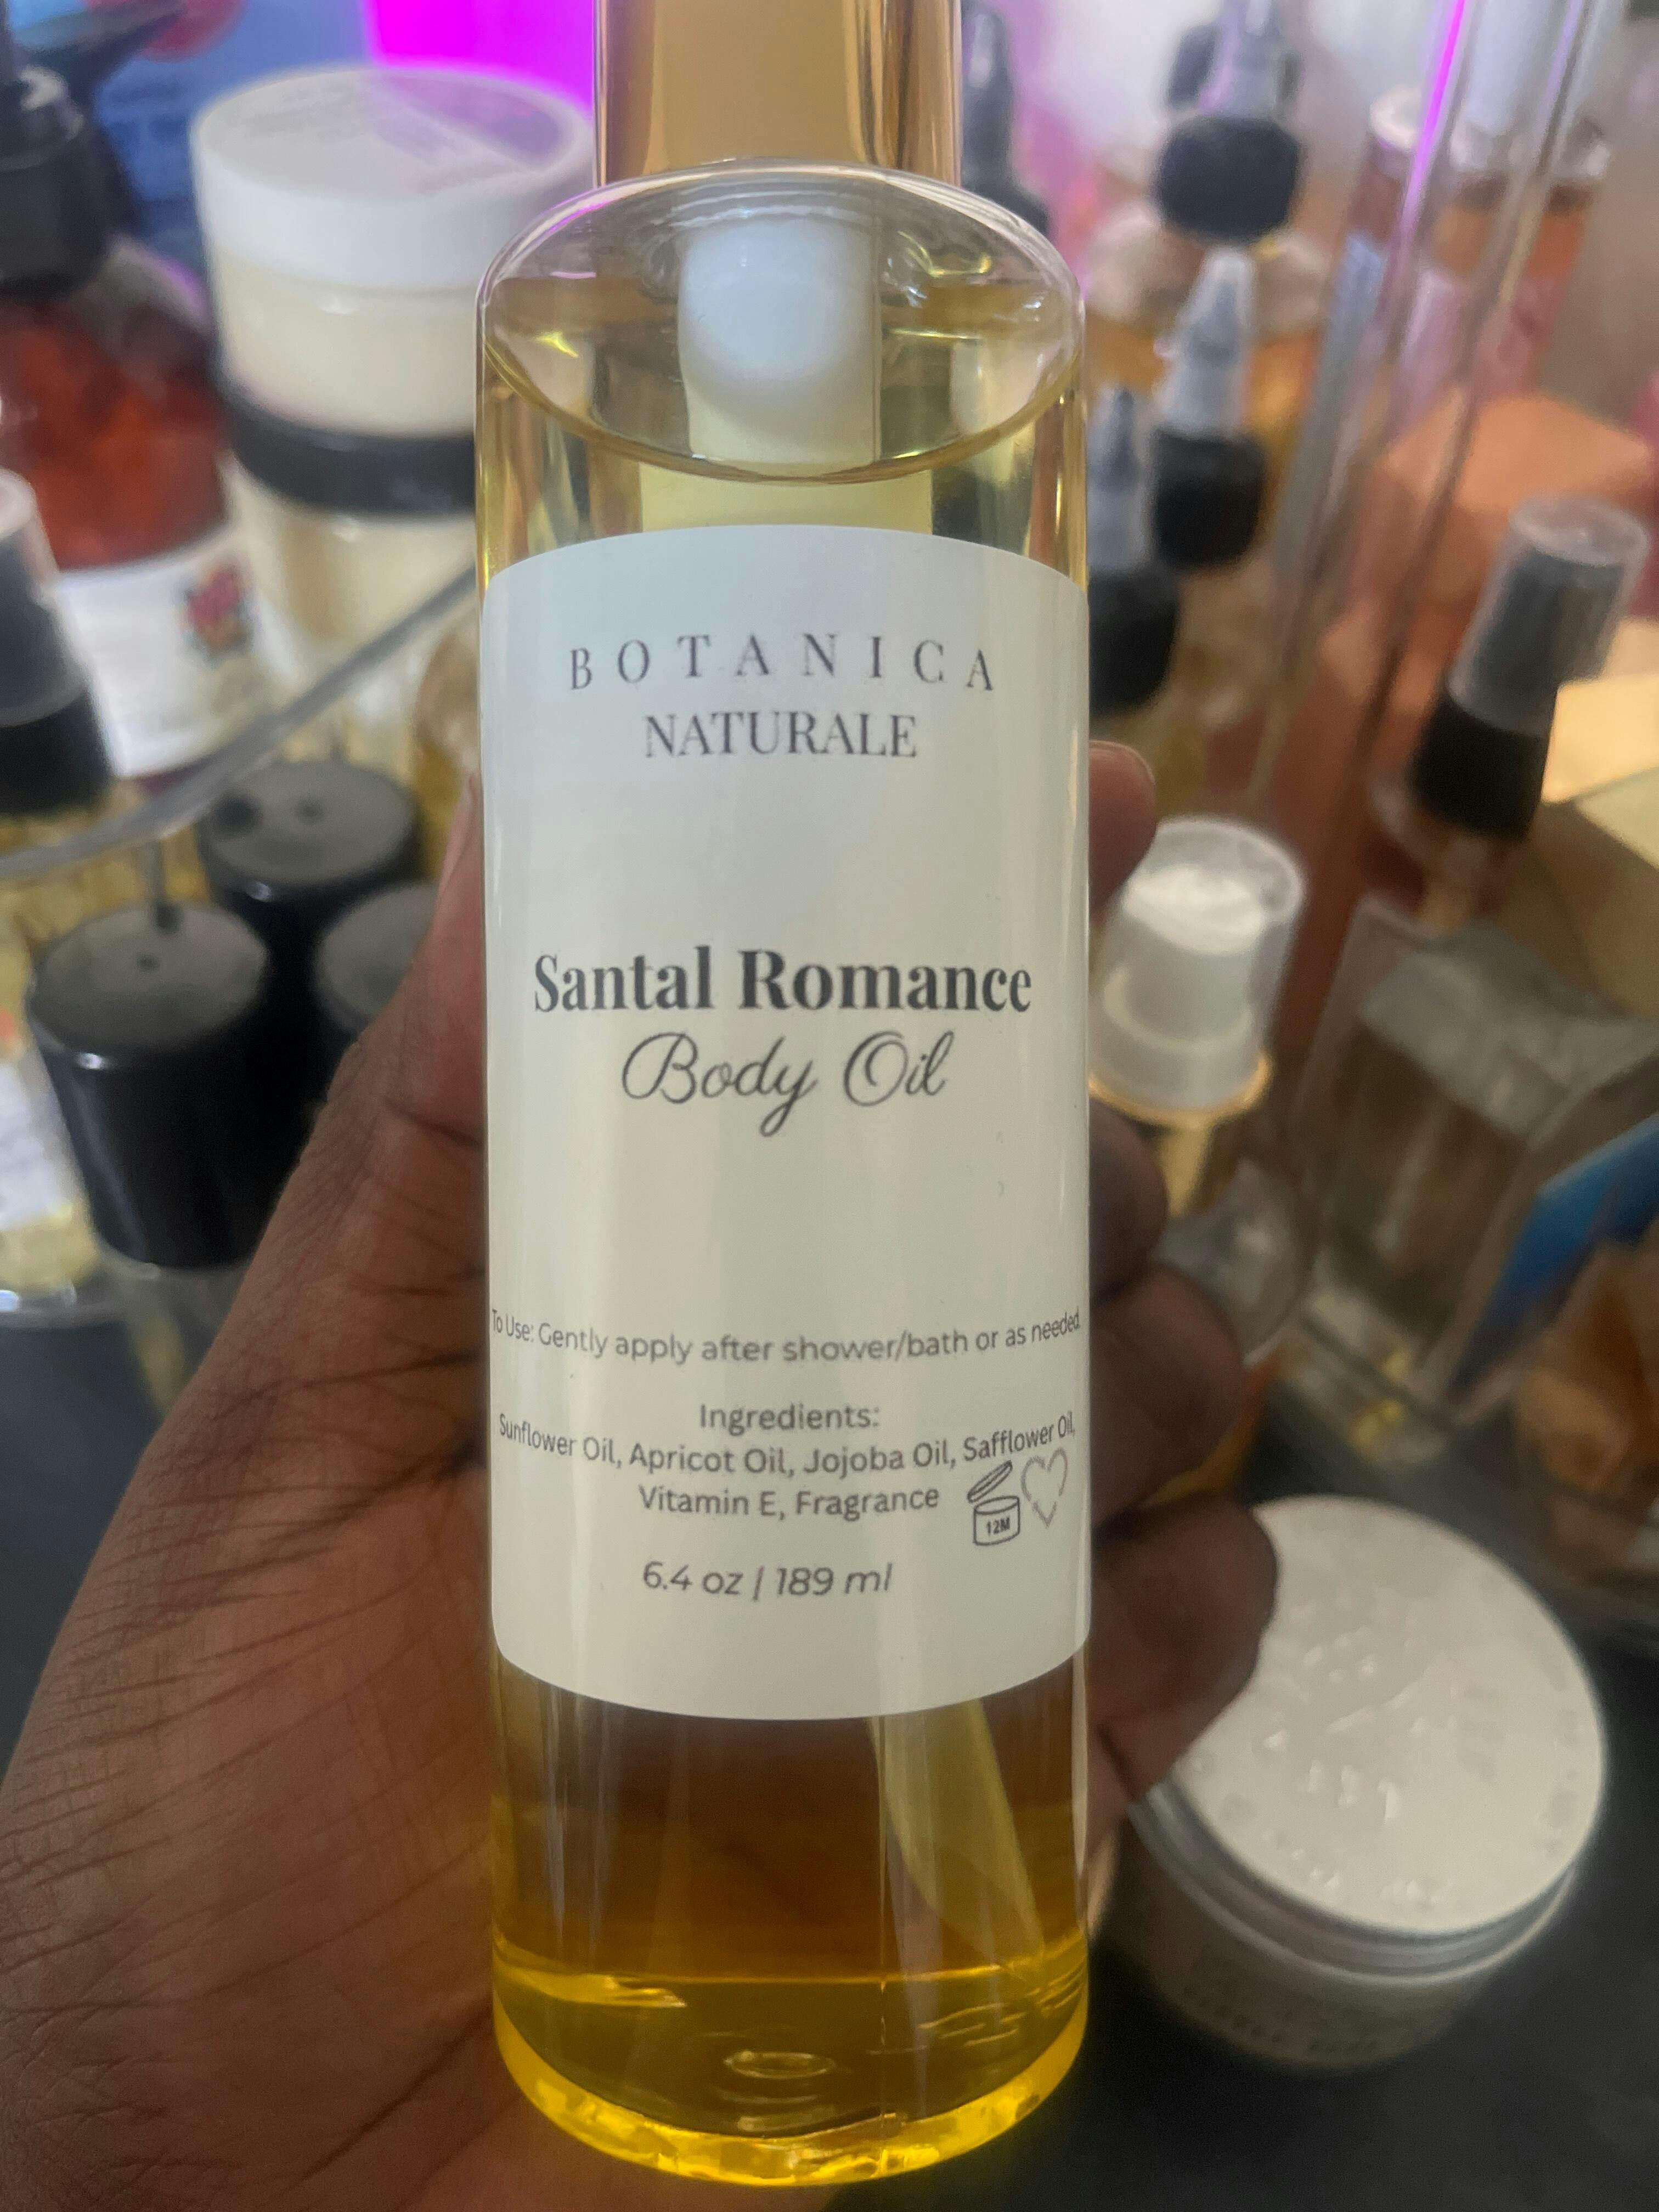 BOTANICA
NATURALE
Santal Romance
Body Oil
To Use: Gently apply after shower/bath or as needed.
Ingredients:
Sunflower Oil, Apricot Oil, Jojoba Oil, Safflower Oil,
Vitamin E, Fragrance
12M
6.4 oz | 189 ml